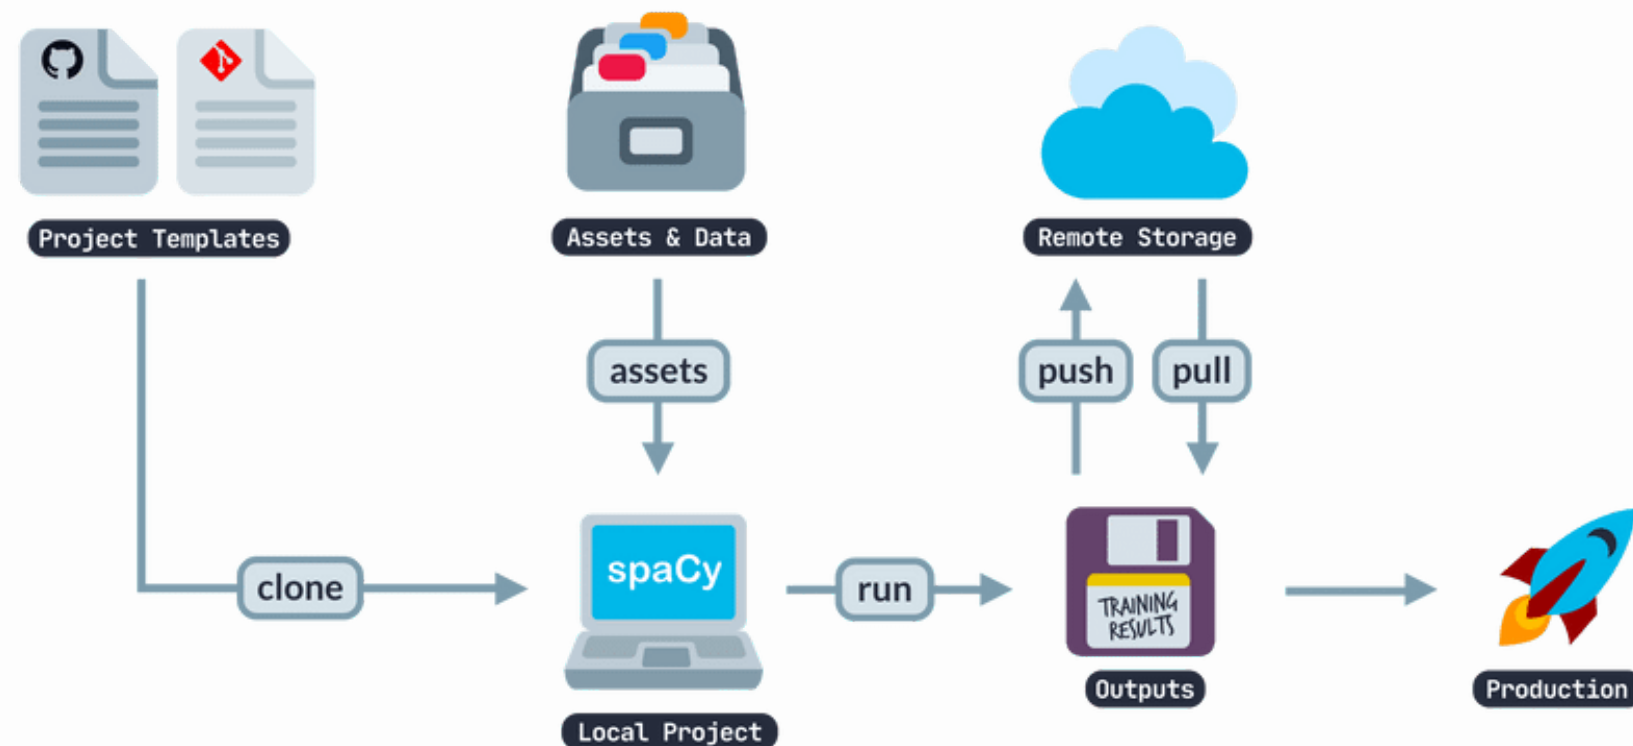 Project Templates
Assets & Data
Remote Storage
assets
push
pull
clone
spaCy
run
TRAINING
RESULTS
Outputs
Production
Local Project